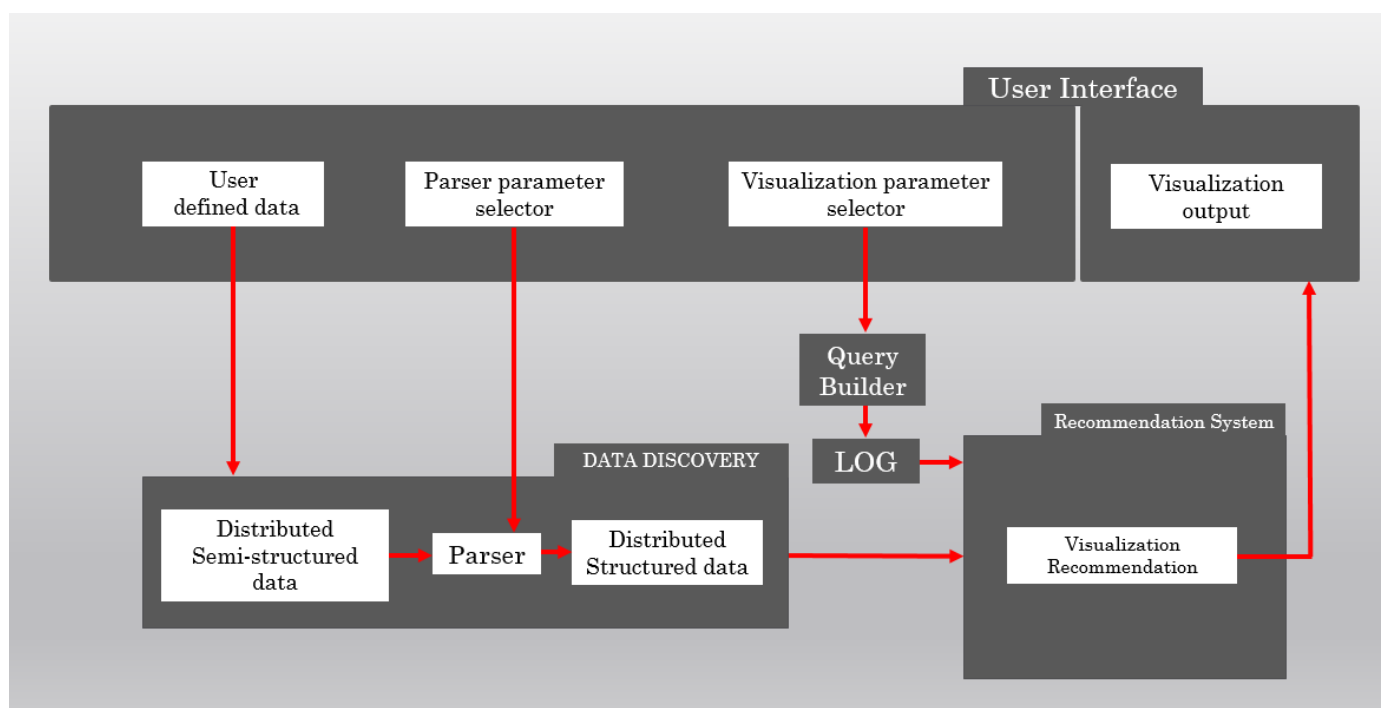 User Interface
User
defined data
Parser parameter
selector
Visualization parameter
selector
Visualization
output
Query
Builder
LOG
Recommendation System
DATA DISCOVERY
Distributed
Semi-structured
data
Parser
Distributed
Structured data
Visualization
Recommendation